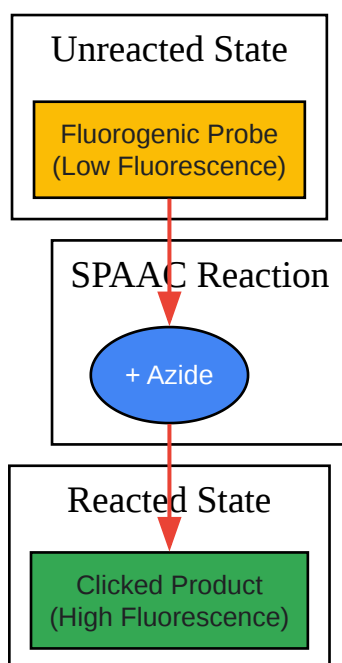 Unreacted State
Fluorogenic Probe
(Low Fluorescence)
SPAAC Reaction
+ Azide
Reacted State
Clicked Product
(High Fluorescence)